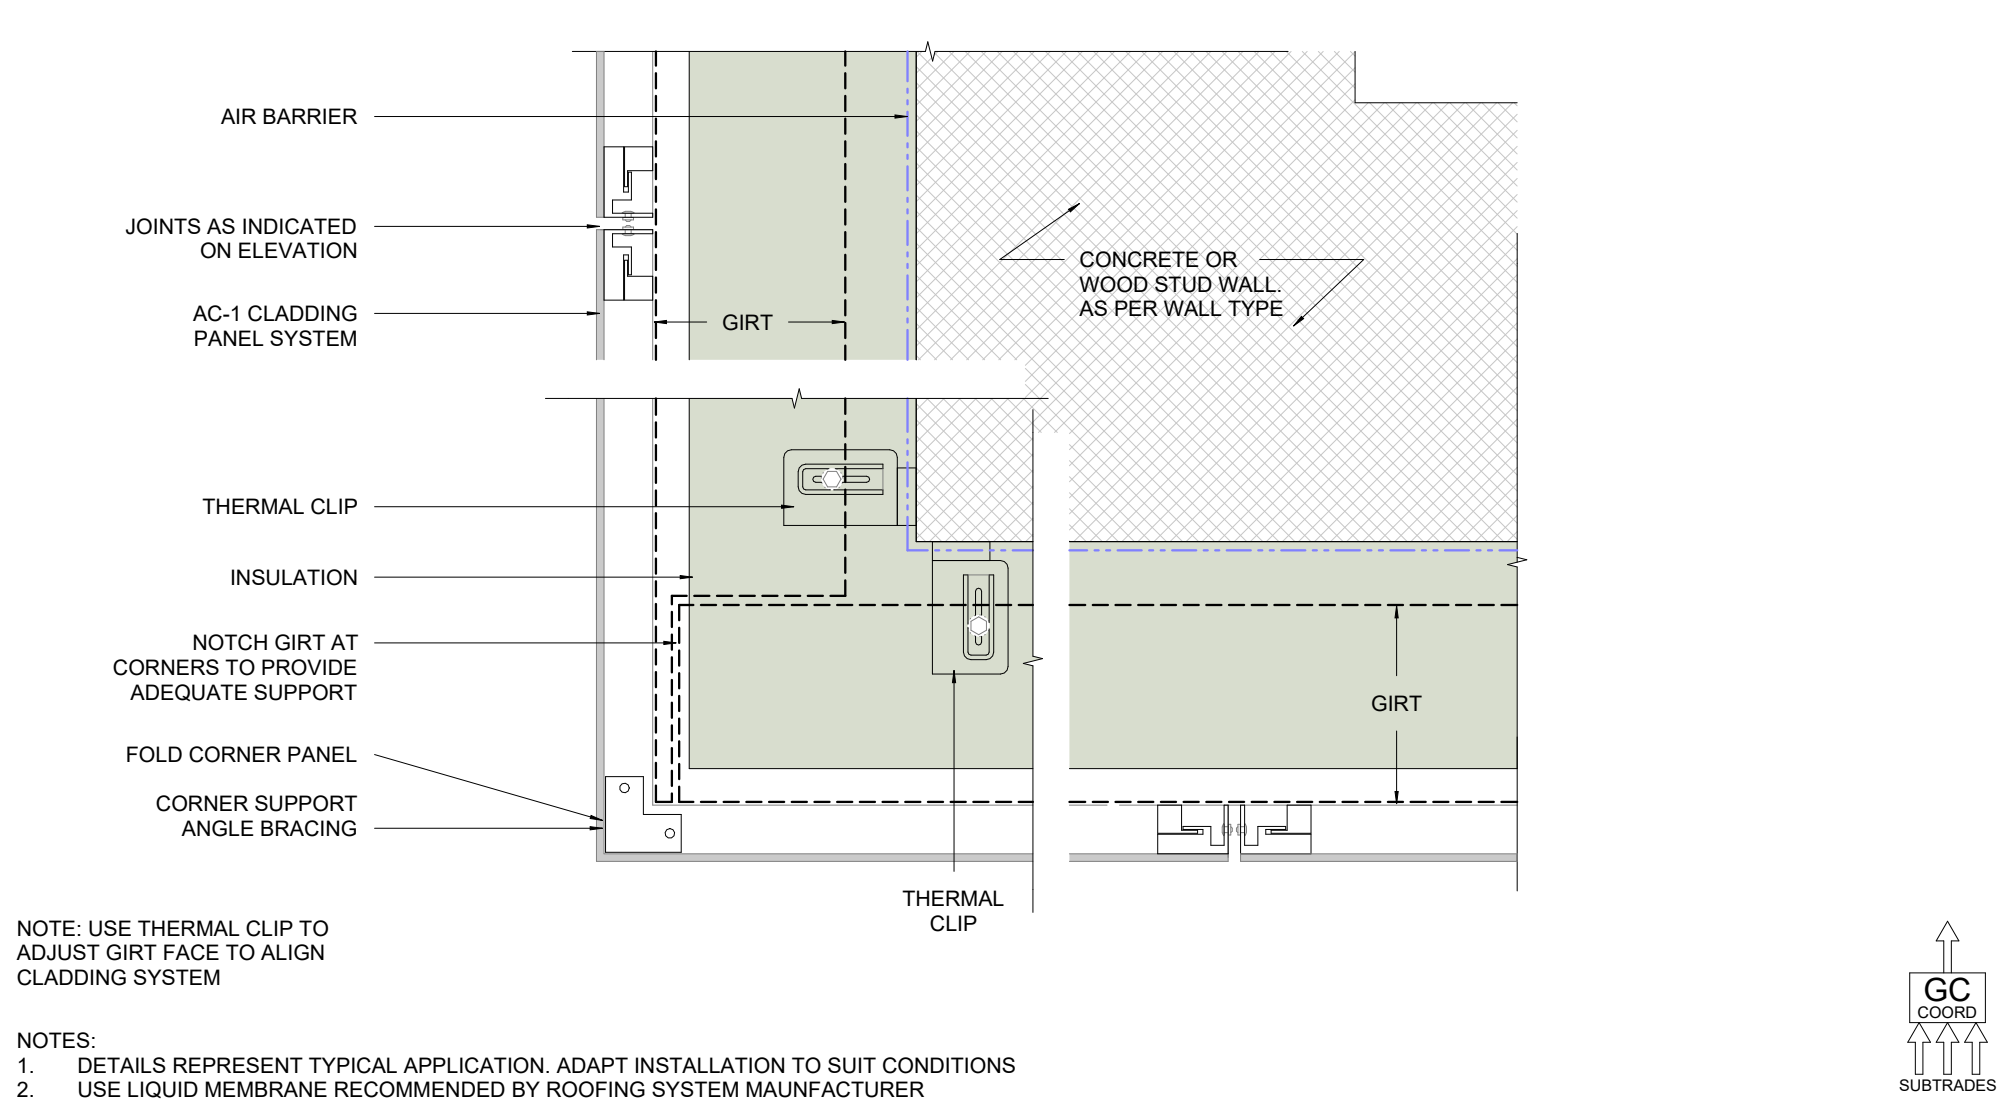 AIR BARRIER
JOINTS AS INDICATED
ON ELEVATION
AC-1 CLADDING
PANEL SYSTEM
GIRT
CONCRETE OR
WOOD STUD WALL.
AS PER WALL TYPE
THERMAL CLIP
INSULATION
NOTCH GIRT AT
CORNERS TO PROVIDE
ADEQUATE SUPPORT
GIRT
FOLD CORNER PANEL
CORNER SUPPORT
ANGLE BRACING
THERMAL
CLIP
NOTE: USE THERMAL CLIP TO
ADJUST GIRT FACE TO ALIGN
CLADDING SYSTEM
NOTES:
1. DETAILS REPRESENT TYPICAL APPLICATION. ADAPT INSTALLATION TO SUIT CONDITIONS
2. USE LIQUID MEMBRANE RECOMMENDED BY ROOFING SYSTEM MAUNFACTURER
GC
COORD
SUBTRADES